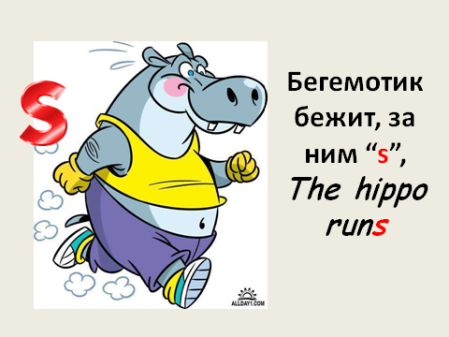 S
Бегемотик
бежит, за
ним “s”,
The hippo
runs
ALLDAY1.COM